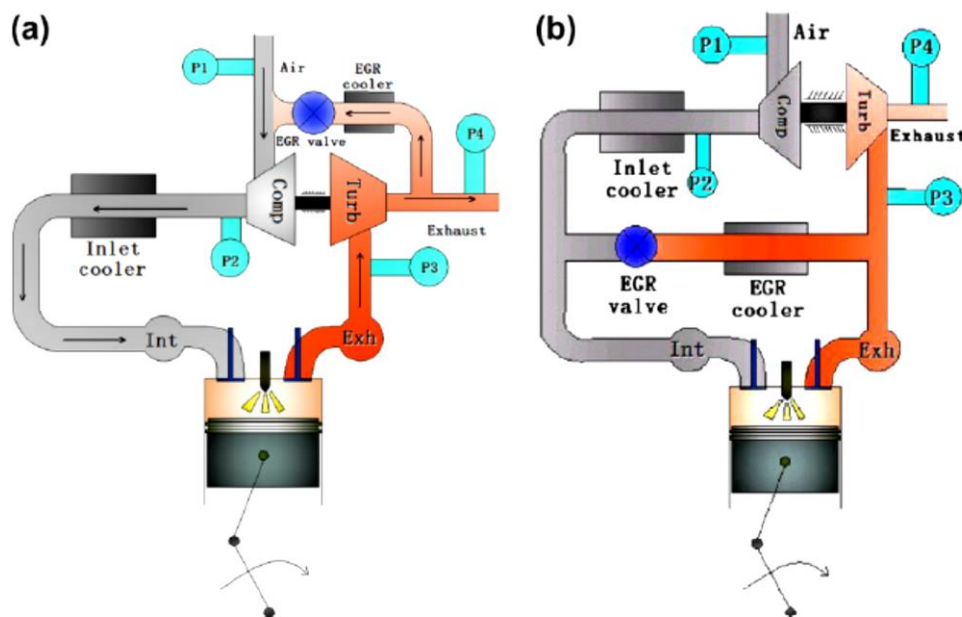 (a)
P1
Air
EGR
cooler
EGR valve
P4
Comp
Turb
Exhaust
Inlet
cooler
P2
P3
Int
Exh
(b)
P1
Air
P4
Comp
Turb
Exhaust
Inlet
cooler
P2
P3
EGR
valve
EGR
cooler
Int
Exh